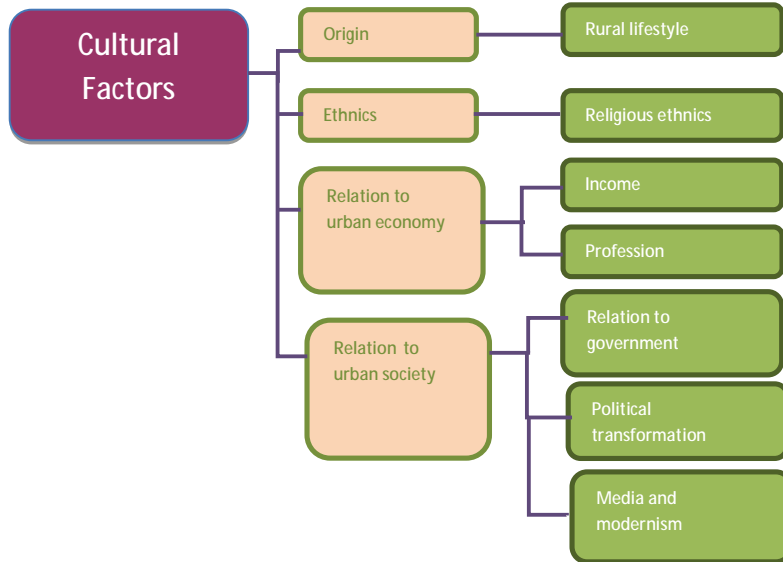 Cultural
Factors
Origin
Rural lifestyle
Ethnics
Religious ethnics
Relation to
urban economy
Income
Profession
Relation to
urban society
Relation to
government
Political
transformation
Media and
modernism